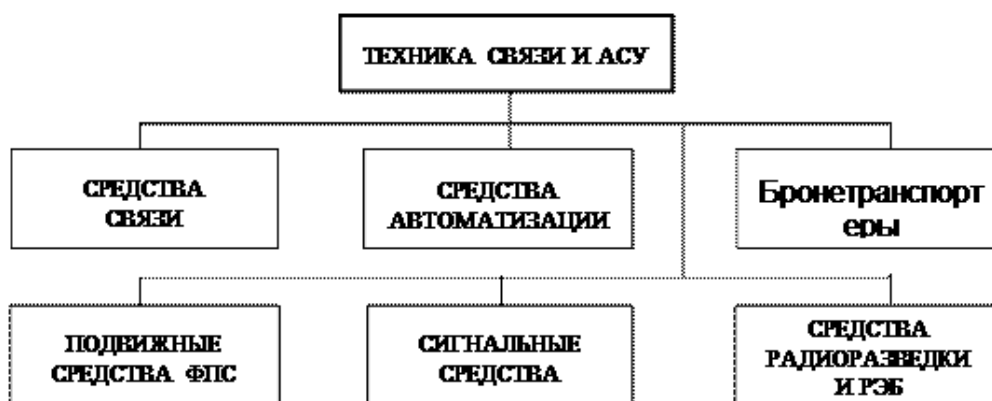 ТЕХНИКА СВЯЗИ И АСУ
СРЕДСТВА
СВЯЗИ
СРЕДСТВА
АВТОМАТИЗАЦИИ
Бронетранспорт
еры
ПОДВИЖНЫЕ
СРЕДСТВА ФПС
СИГНАЛЬНЫЕ
СРЕДСТВА
СРЕДСТВА
РАДИОРАЗВЕДКИ
И РЭБ